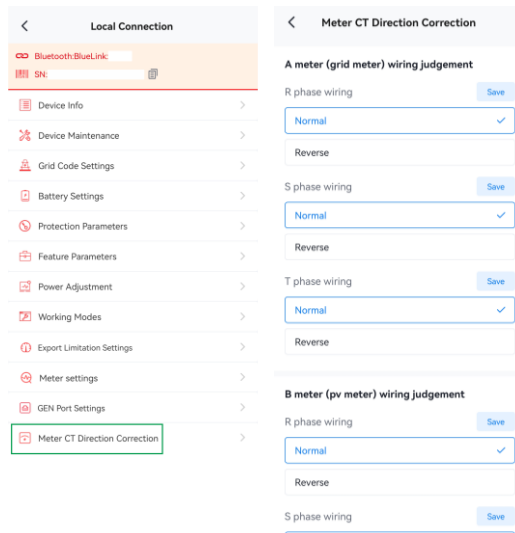 Local Connection
Bluetooth:BlueLink:
SN:
Device Info
Device Maintenance
Grid Code Settings
Battery Settings
Protection Parameters
Feature Parameters
Power Adjustment
Working Modes
Export Limitation Settings
Meter settings
GEN Port Settings
Meter CT Direction Correction
Meter CT Direction Correction
A meter (grid meter) wiring judgement
R phase wiring Save
Normal
Reverse
S phase wiring Save
Normal
Reverse
T phase wiring Save
Normal
Reverse
B meter (pv meter) wiring judgement
R phase wiring Save
Normal
Reverse
S phase wiring Save